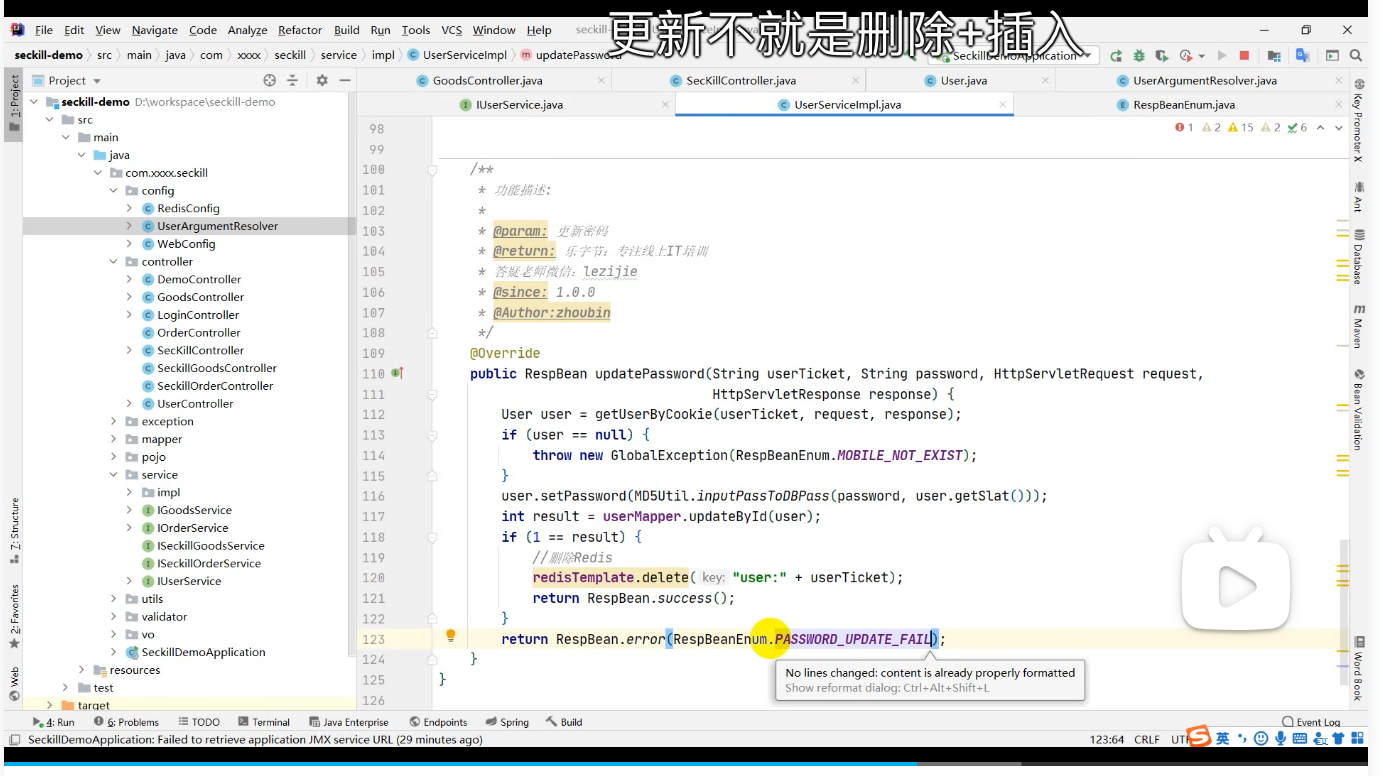 更新不就是删除+插入
File Edit View Navigate Code Analyze Refactor Build Run Tools VCS Window Help seckill-
seckill-demo src main java com xxxx seckill service impl UserServiceImpl updatePassword SeckillDemoApplication
Project
GoodsController.java SecKillController.java User.java UserArgumentResolver.java
IUserService.java UserServiceImpl.java RespBeanEnum.java
1: Project
7: Structure
2: Favorites
Web
seckill-demo D:\workspace\seckill-demo
src
main
java
com.xxxx.seckill
config
RedisConfig
UserArgumentResolver
WebConfig
controller
DemoController
GoodsController
LoginController
OrderController
SecKillController
SeckillGoodsController
SeckillOrderController
UserController
exception
mapper
pojo
service
impl
IGoodsService
IOrderService
ISeckillGoodsService
ISeckillOrderService
IUserService
utils
validator
vo
SeckillDemoApplication
resources
test
target
1 2 15 2 6
98
99
100 /**
101 * 功能描述:
102 *
103 * @param: 更新密码
104 * @return: 乐字节：专注线上IT培训
105 * 答疑老师微信：lezijie
106 * @since: 1.0.0
107 * @Author:zhoubin
108 */
109 @Override
110 public RespBean updatePassword(String userTicket, String password, HttpServletRequest request,
111 HttpServletResponse response) {
112 User user = getUserByCookie(userTicket, request, response);
113 if (user == null) {
114 throw new GlobalException(RespBeanEnum.MOBILE_NOT_EXIST);
115 }
116 user.setPassword(MD5Util.inputPassToDBPass(password, user.getSlat()));
117 int result = userMapper.updateById(user);
118 if (1 == result) {
119 //删除Redis
120 redisTemplate.delete( key: "user:" + userTicket);
121 return RespBean.success();
122 }
123 return RespBean.error(RespBeanEnum.PASSWORD_UPDATE_FAIL);
124 }
125 }
126
No lines changed: content is already properly formatted
Show reformat dialog: Ctrl+Alt+Shift+L
Key Promoter X
Ant
Database
Maven
Bean Validation
Word Book
4: Run 6: Problems TODO Terminal Java Enterprise Endpoints Spring Build Event Log
SeckillDemoApplication: Failed to retrieve application JMX service URL (29 minutes ago) 123:64 CRLF UTF 英